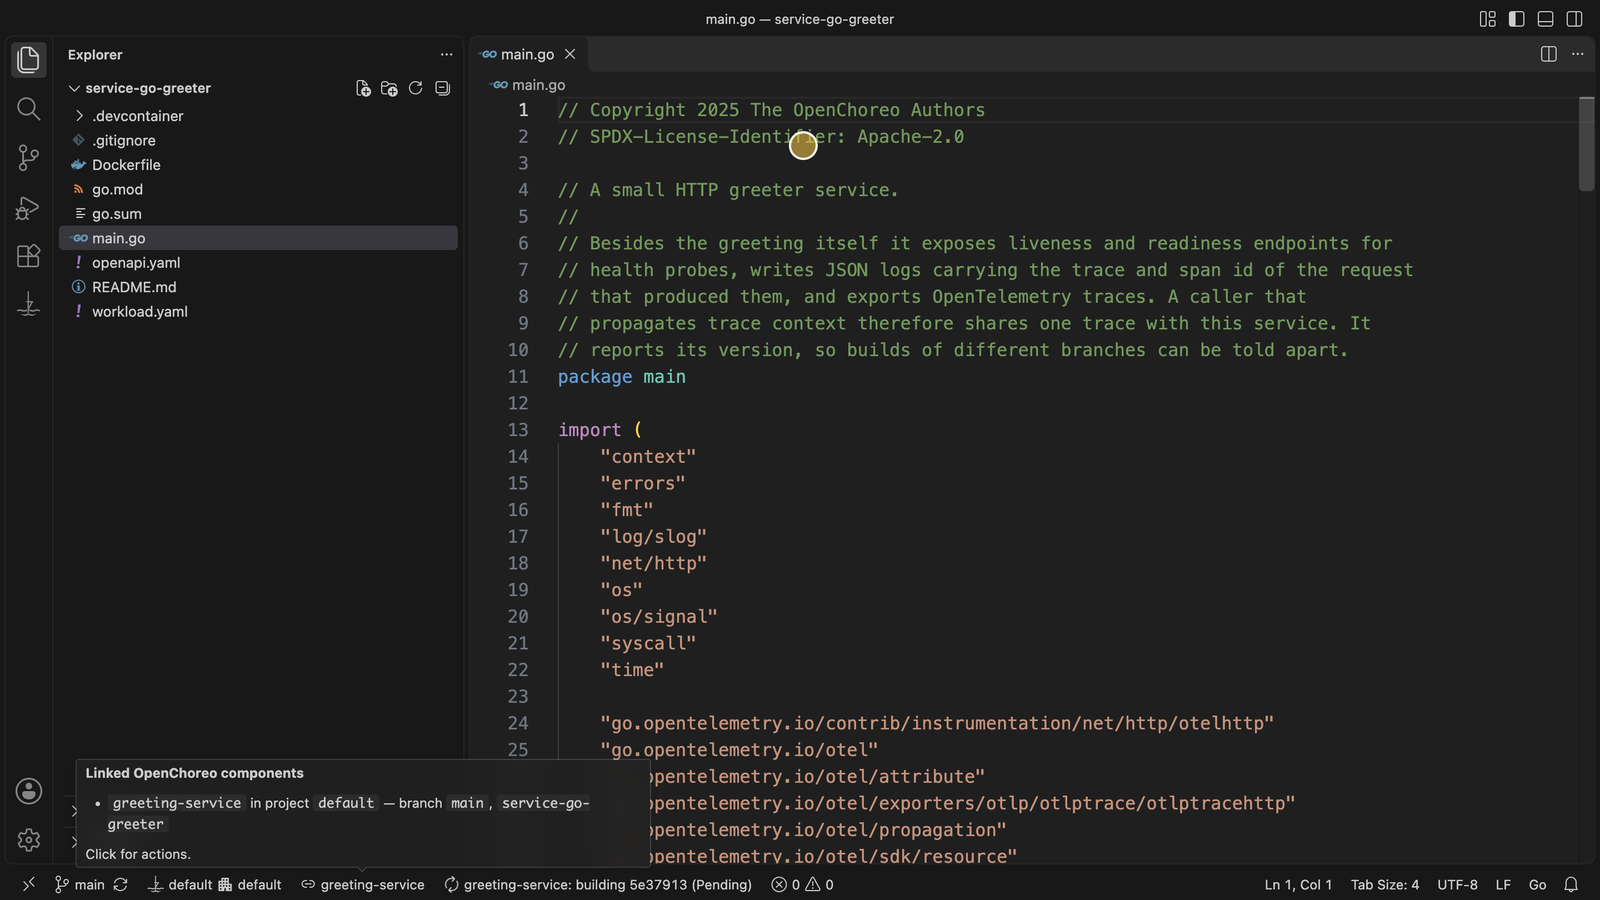 main.go — service-go-greeter
Explorer
service-go-greeter
.devcontainer
.gitignore
Dockerfile
go.mod
go.sum
main.go
openapi.yaml
README.md
workload.yaml
main.go
main.go
1 // Copyright 2025 The OpenChoreo Authors
2 // SPDX-License-Identifier: Apache-2.0
3
4 // A small HTTP greeter service.
5 //
6 // Besides the greeting itself it exposes liveness and readiness endpoints for
7 // health probes, writes JSON logs carrying the trace and span id of the request
8 // that produced them, and exports OpenTelemetry traces. A caller that
9 // propagates trace context therefore shares one trace with this service. It
10 // reports its version, so builds of different branches can be told apart.
11 package main
12
13 import (
14 "context"
15 "errors"
16 "fmt"
17 "log/slog"
18 "net/http"
19 "os"
20 "os/signal"
21 "syscall"
22 "time"
23
24 "go.opentelemetry.io/contrib/instrumentation/net/http/otelhttp"
25 "go.opentelemetry.io/otel"
pentelemetry.io/otel/attribute"
pentelemetry.io/otel/exporters/otlp/otlptrace/otlptracehttp"
pentelemetry.io/otel/propagation"
pentelemetry.io/otel/sdk/resource"
Linked OpenChoreo components
• greeting-service in project default — branch main, service-go-
greeter
Click for actions.
main default default greeting-service greeting-service: building 5e37913 (Pending) 0 0 Ln 1, Col 1 Tab Size: 4 UTF-8 LF Go